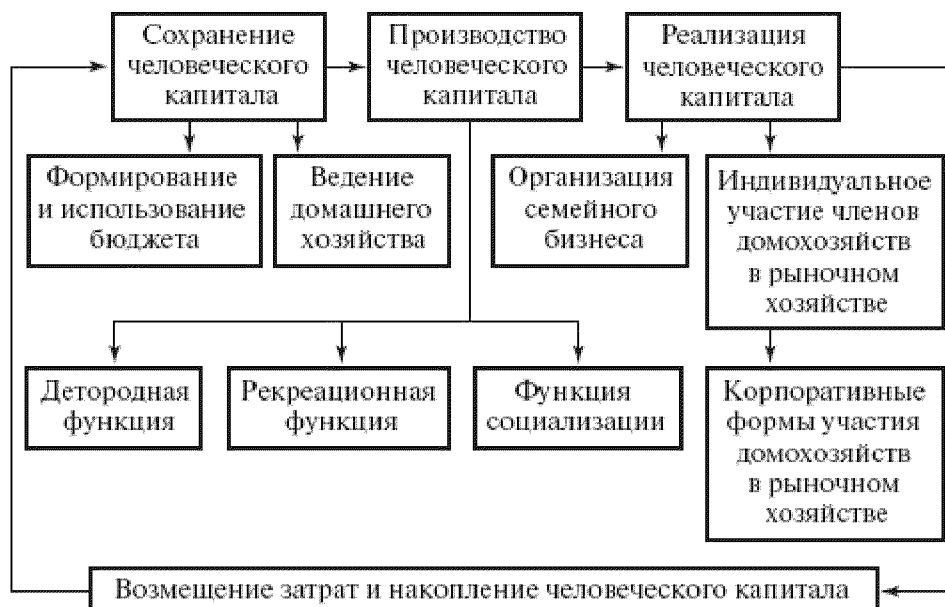 Сохранение
человеческого
капитала
Производство
человеческого
капитала
Реализация
человеческого
капитала
Формирование
и использование
бюджета
Ведение
домашнего
хозяйства
Организация
семейного
бизнеса
Индивидуальное
участие членов
домохозяйств
в рыночном
хозяйстве
Детородная
функция
Рекреационная
функция
Функция
социализации
Корпоративные
формы участия
домохозяйств
в рыночном
хозяйстве
Возмещение затрат и накопление человеческого капитала